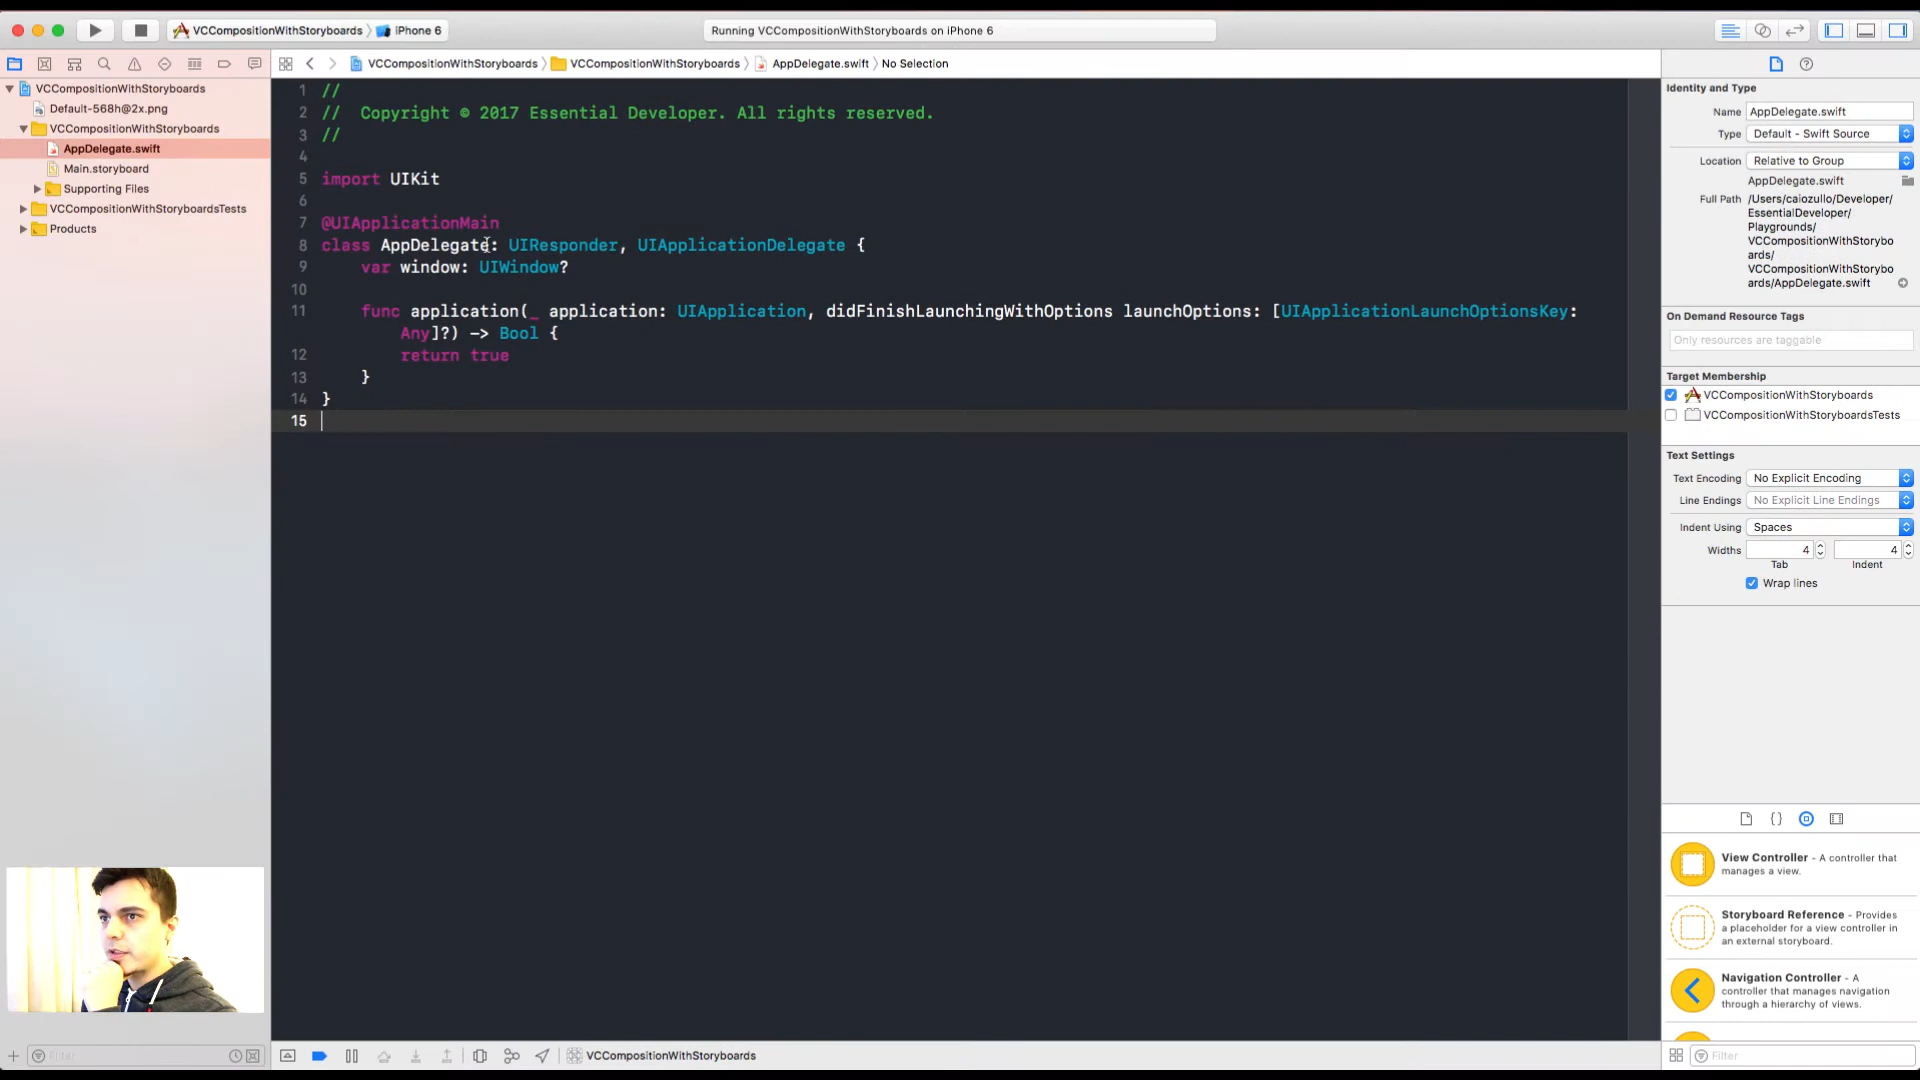 VCCompositionWithStoryboards iPhone 6
Running VCCompositionWithStoryboards on iPhone 6
VCCompositionWithStoryboards VCCompositionWithStoryboards AppDelegate.swift No Selection
VCCompositionWithStoryboards
Default-568h@2x.png
VCCompositionWithStoryboards
AppDelegate.swift
Main.storyboard
Supporting Files
VCCompositionWithStoryboardsTests
Products
Filter
1 //
2 // Copyright © 2017 Essential Developer. All rights reserved.
3 //
4
5 import UIKit
6
7 @UIApplicationMain
8 class AppDelegate: UIResponder, UIApplicationDelegate {
9 var window: UIWindow?
10
11 func application(_ application: UIApplication, didFinishLaunchingWithOptions launchOptions: [UIApplicationLaunchOptionsKey:
Any]?) -> Bool {
12 return true
13 }
14 }
15
VCCompositionWithStoryboards
Identity and Type
Name AppDelegate.swift
Type Default - Swift Source
Location Relative to Group
AppDelegate.swift
Full Path /Users/caiozullo/Developer/
EssentialDeveloper/
Playgrounds/
VCCompositionWithStorybo
ards/
VCCompositionWithStorybo
ards/AppDelegate.swift
On Demand Resource Tags
Only resources are taggable
Target Membership
VCCompositionWithStoryboards
VCCompositionWithStoryboardsTests
Text Settings
Text Encoding No Explicit Encoding
Line Endings No Explicit Line Endings
Indent Using Spaces
Widths 4 4
Tab Indent
Wrap lines
{}
View Controller - A controller that
manages a view.
Storyboard Reference - Provides
a placeholder for a view controller in
an external storyboard.
Navigation Controller - A
controller that manages navigation
through a hierarchy of views.
Filter